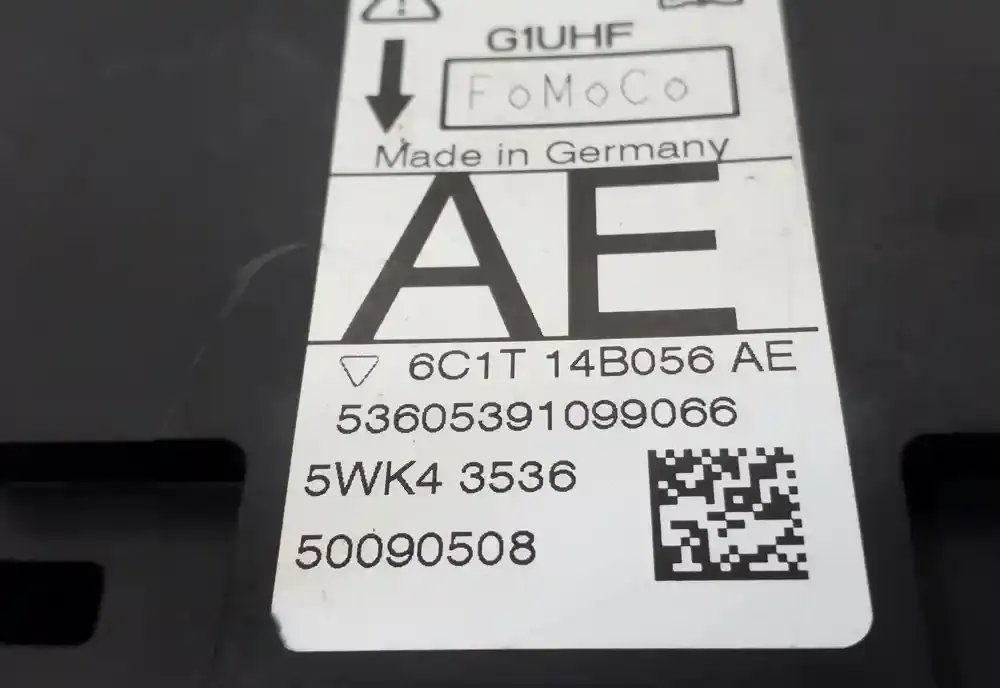 G1UHF
FoMoCo
Made in Germany
AE
6C1T 14B056 AE
53605391099066
5WK4 3536
50090508